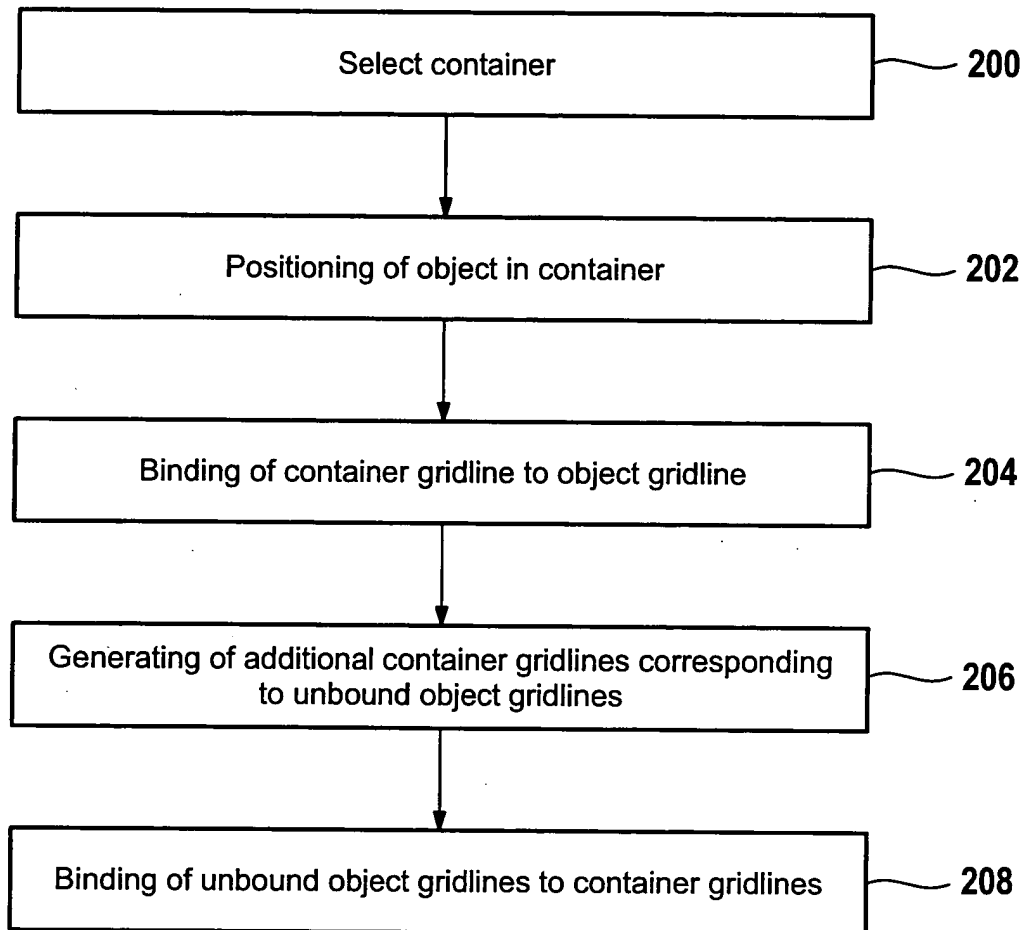 Select container
200
Positioning of object in container
202
Binding of container gridline to object gridline
204
Generating of additional container gridlines corresponding
to unbound object gridlines
206
Binding of unbound object gridlines to container gridlines
208